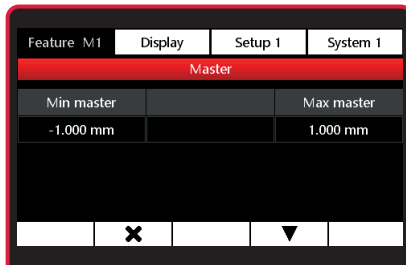 Feature M1 Display Setup 1 System 1
Master
Min master Max master
-1.000 mm 1.000 mm